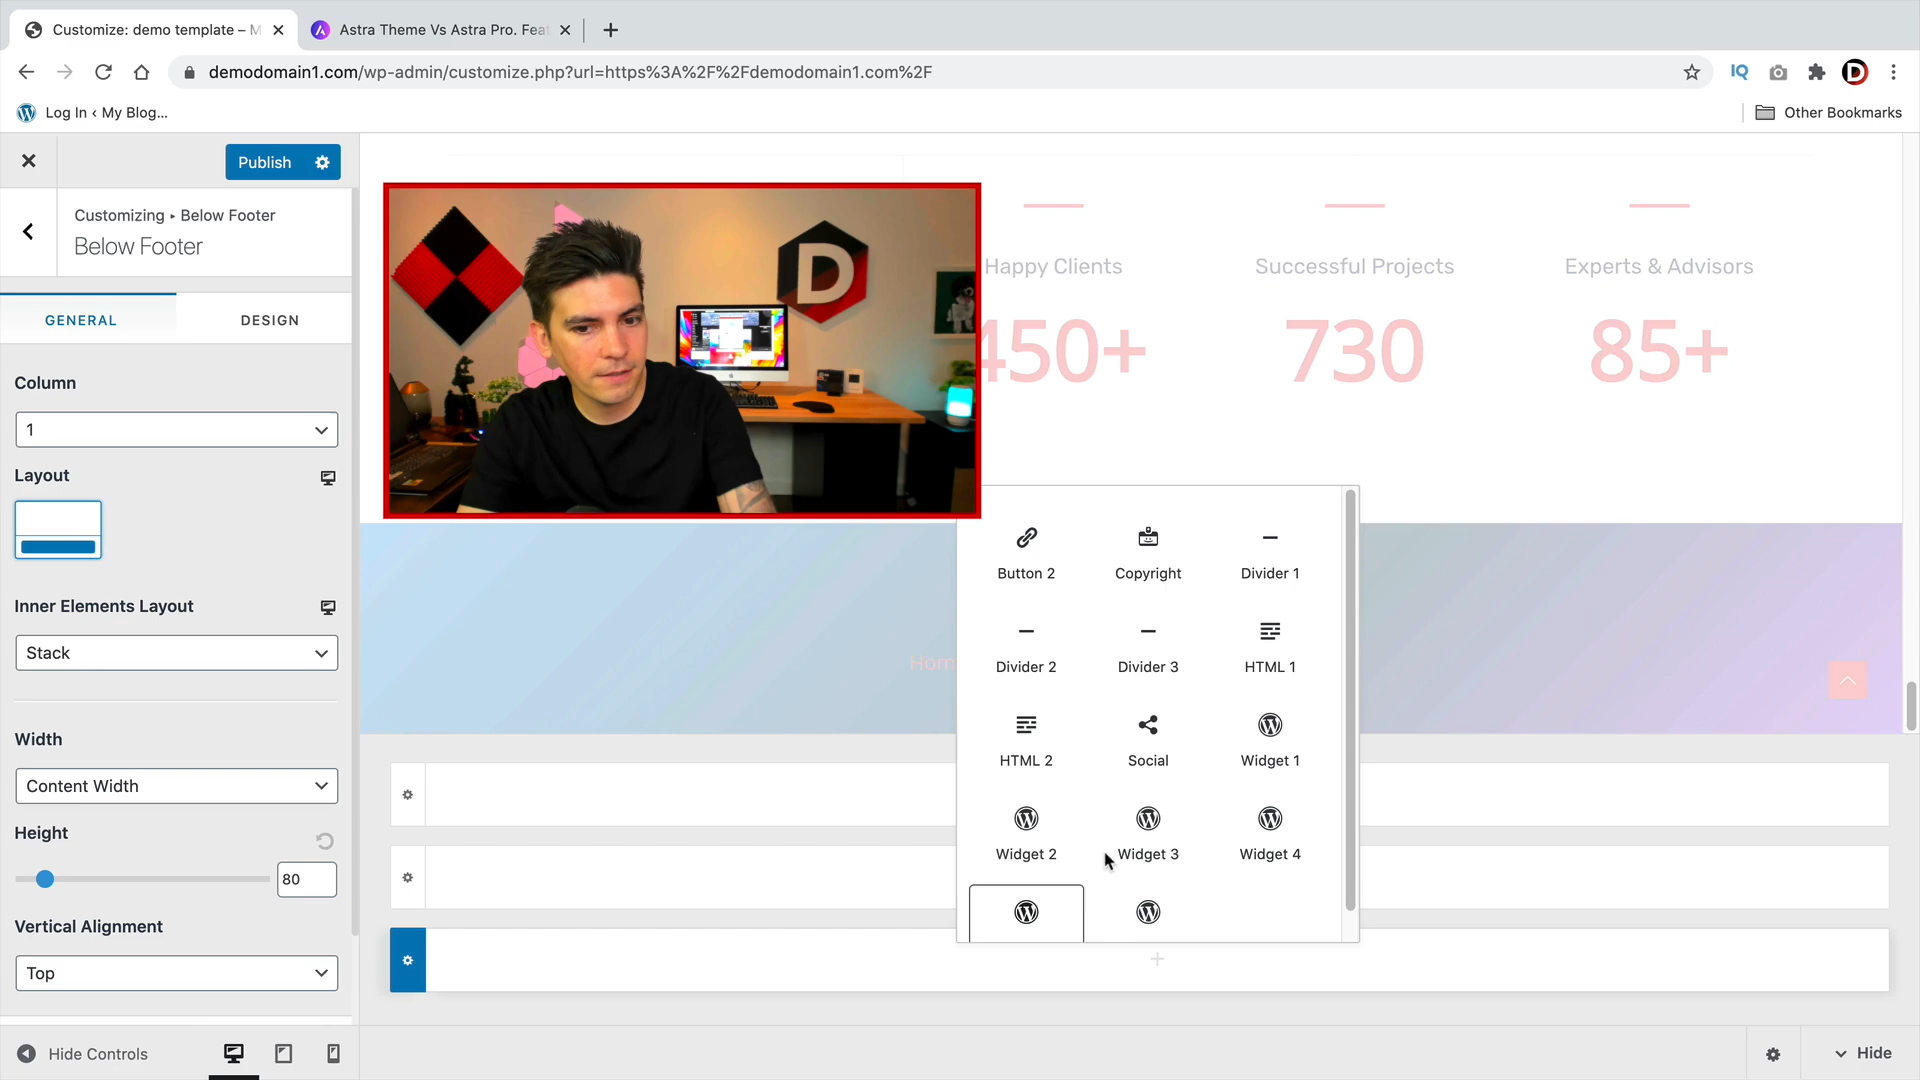 Customize: demo template – M
Astra Theme Vs Astra Pro. Feat
demodomain1.com/wp-admin/customize.php?url=https%3A%2F%2Fdemodomain1.com%2F
IQ
D
Log In ‹ My Blog...
Other Bookmarks
Publish
Customizing ▸ Below Footer
Below Footer
GENERAL
DESIGN
Column
1
Layout
Inner Elements Layout
Stack
Width
Content Width
Height
80
Vertical Alignment
Top
Hide Controls
D
Happy Clients
Successful Projects
Experts & Advisors
450+
730
85+
Button 2
Copyright
Divider 1
Divider 2
Divider 3
HTML 1
HTML 2
Social
Widget 1
Widget 2
Widget 3
Widget 4
Hom
Hide